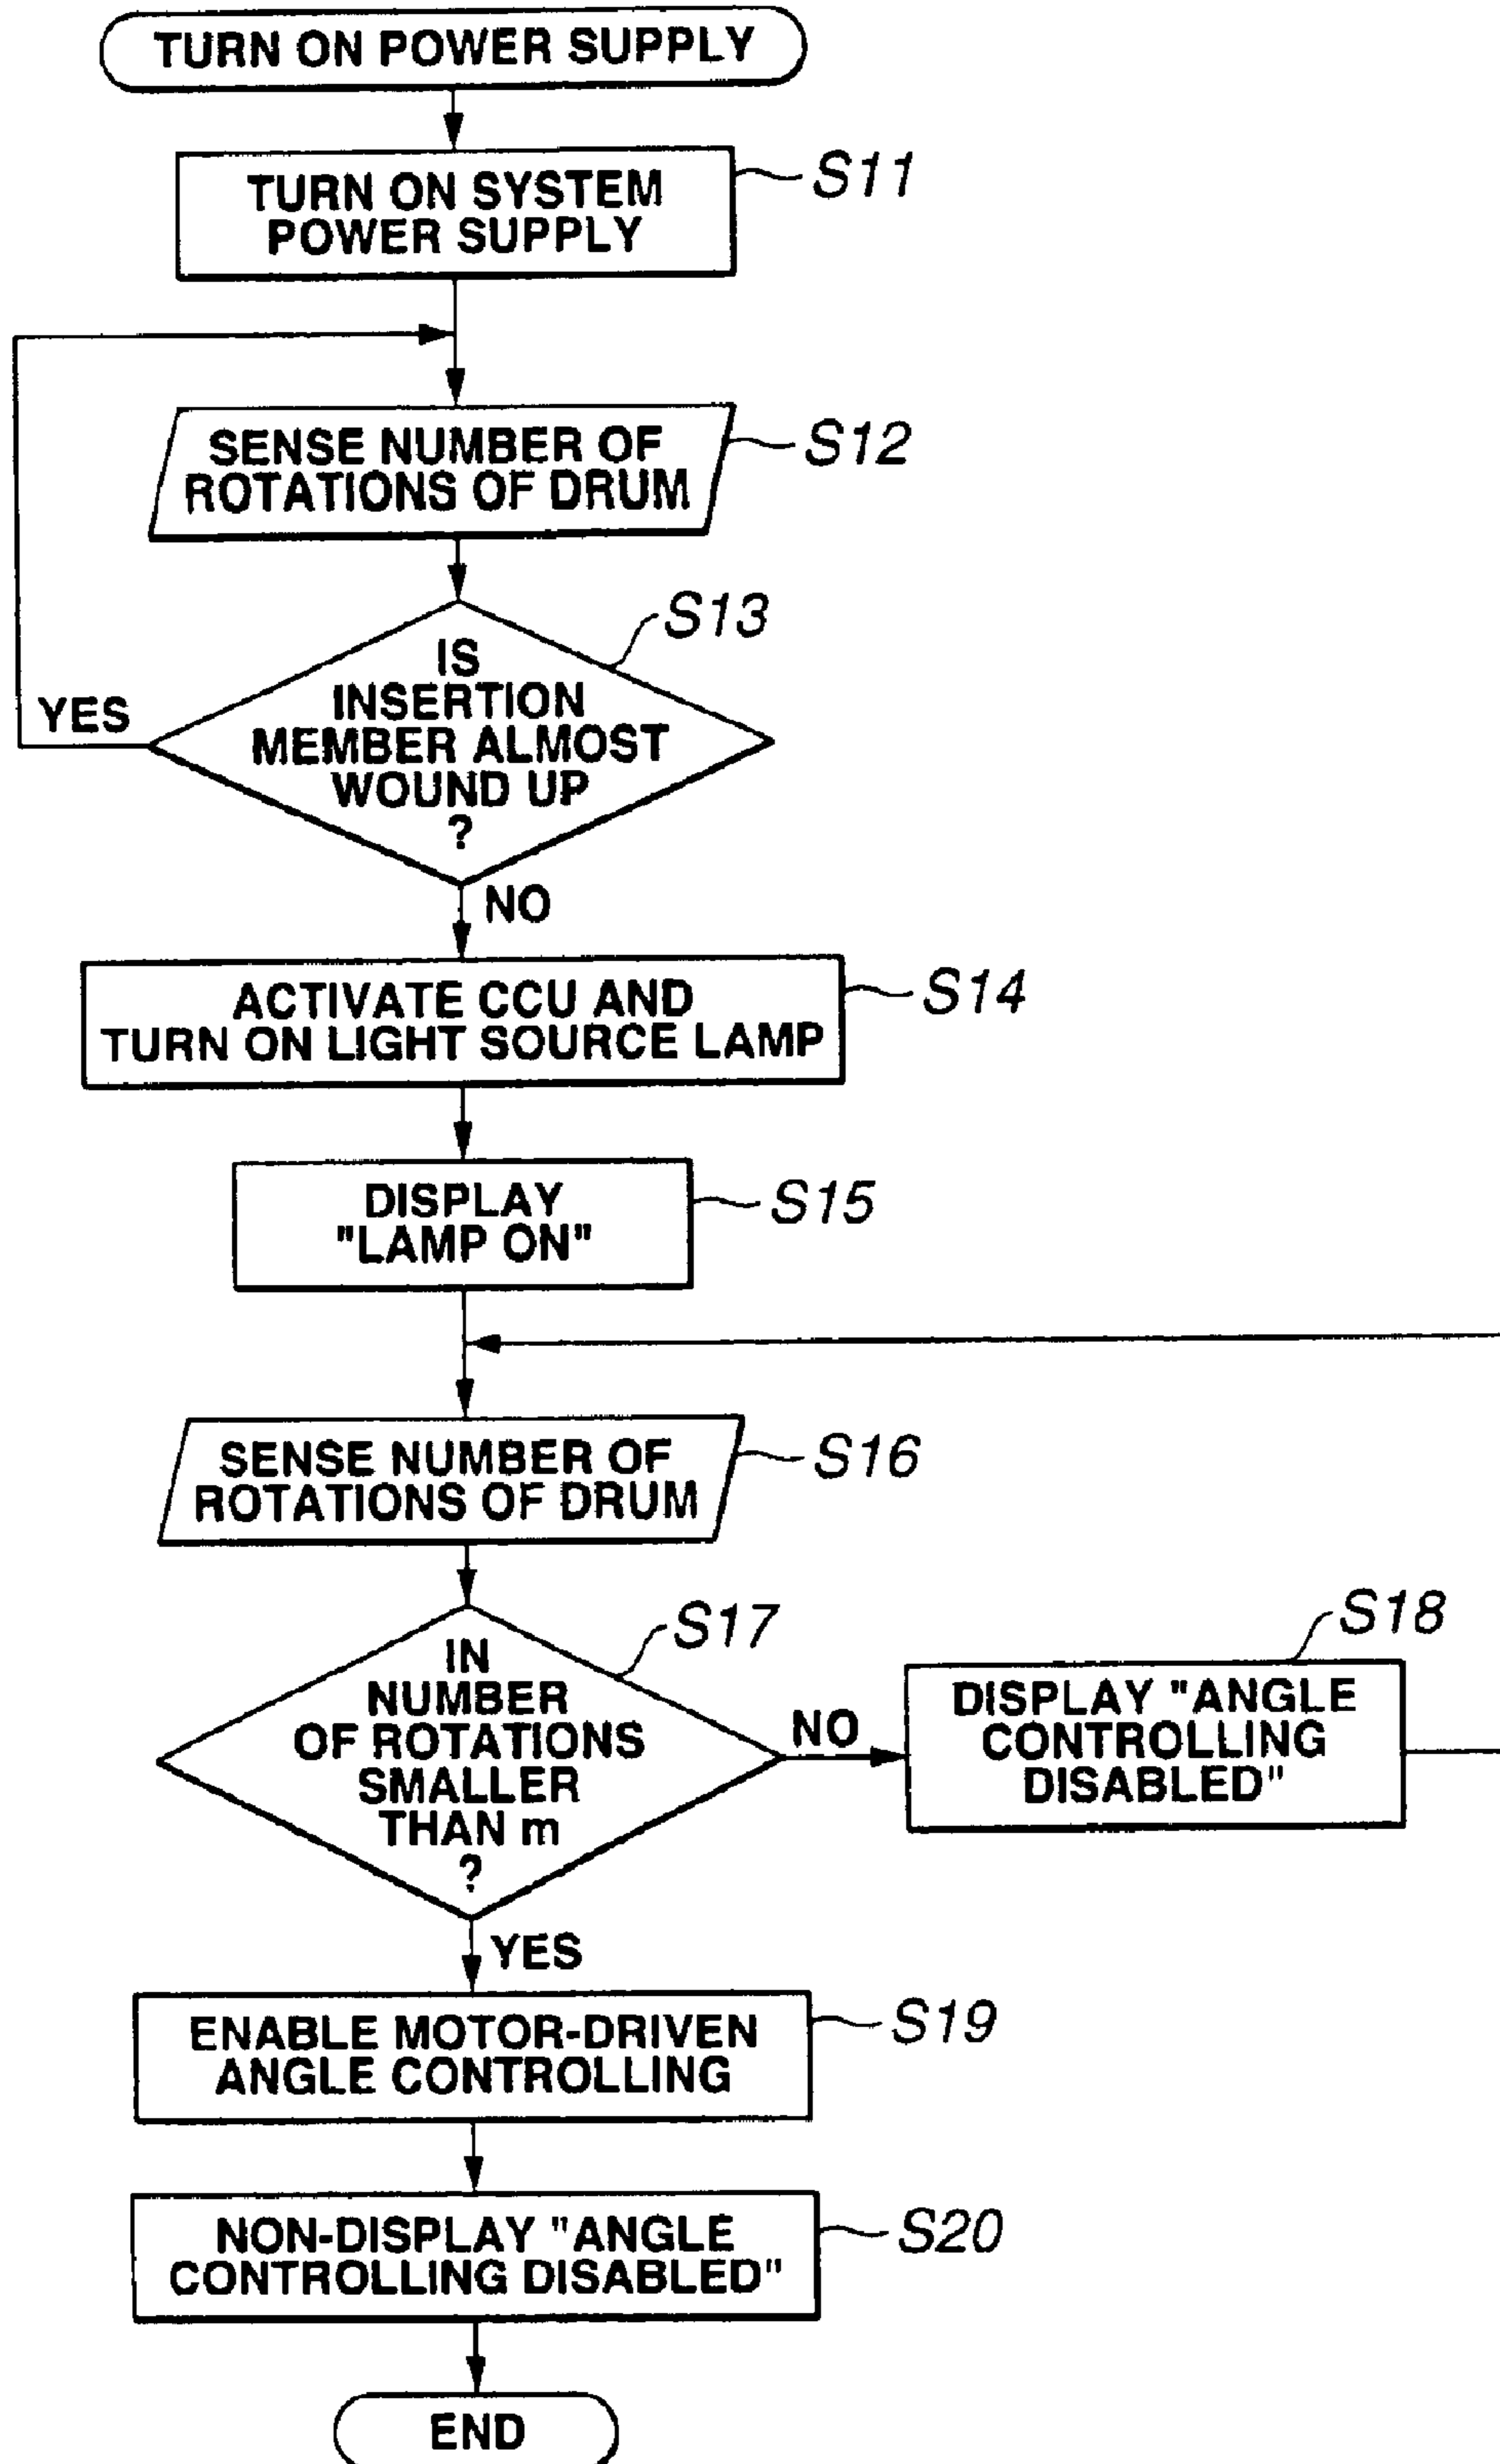 TURN ON POWER SUPPLY
TURN ON SYSTEM
POWER SUPPLY
S11
SENSE NUMBER OF
ROTATIONS OF DRUM
S12
S13
IS
INSERTION
MEMBER ALMOST
WOUND UP
?
YES
NO
ACTIVATE CCU AND
TURN ON LIGHT SOURCE LAMP
S14
DISPLAY
"LAMP ON"
S15
SENSE NUMBER OF
ROTATIONS OF DRUM
S16
S17
IN
NUMBER
OF ROTATIONS
SMALLER
THAN m
?
NO
S18
DISPLAY "ANGLE
CONTROLLING
DISABLED"
YES
ENABLE MOTOR-DRIVEN
ANGLE CONTROLLING
S19
NON-DISPLAY "ANGLE
CONTROLLING DISABLED"
S20
END